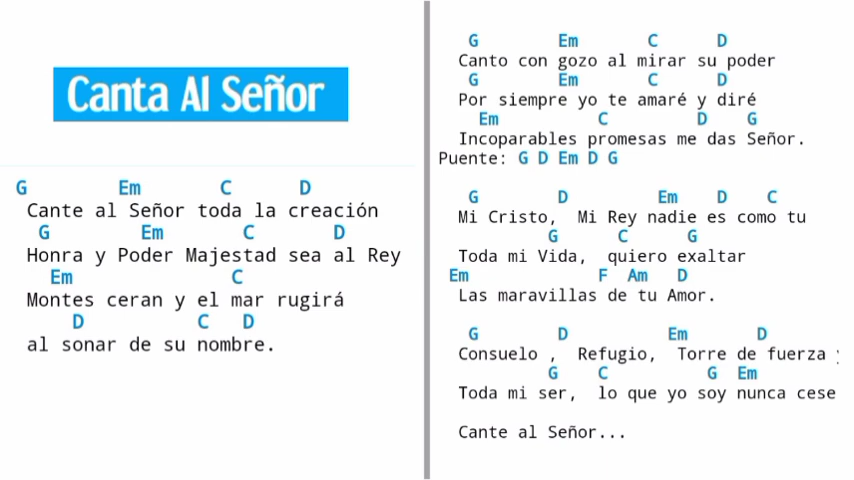 Canta Al Señor
G Em C D
Cante al Señor toda la creación
G Em C D
Honra y Poder Majestad sea al Rey
Em C
Montes ceran y el mar rugirá
D C D
al sonar de su nombre.
G Em C D
Canto con gozo al mirar su poder
G Em C D
Por siempre yo te amaré y diré
Em C D G
Incoparables promesas me das Señor.
Puente: G D Em D G
G D Em D C
Mi Cristo, Mi Rey nadie es como tu
G C G
Toda mi Vida, quiero exaltar
Em F Am D
Las maravillas de tu Amor.
G D Em D
Consuelo , Refugio, Torre de fuerza
G C G Em
Toda mi ser, lo que yo soy nunca cese
Cante al Señor...